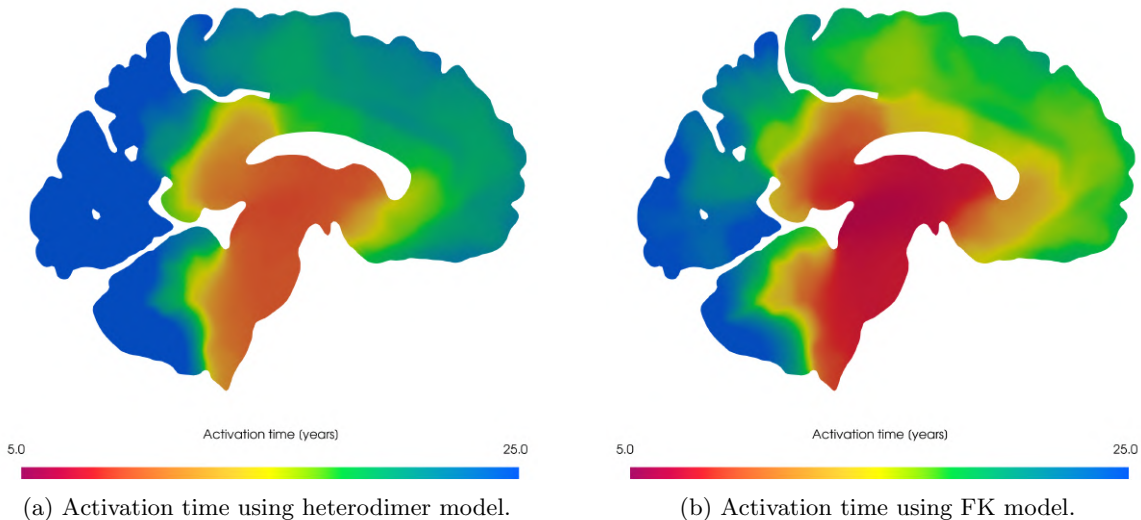 Activation time (years)
5.0 25.0
(a) Activation time using heterodimer model.
Activation time (years)
5.0 25.0
(b) Activation time using FK model.